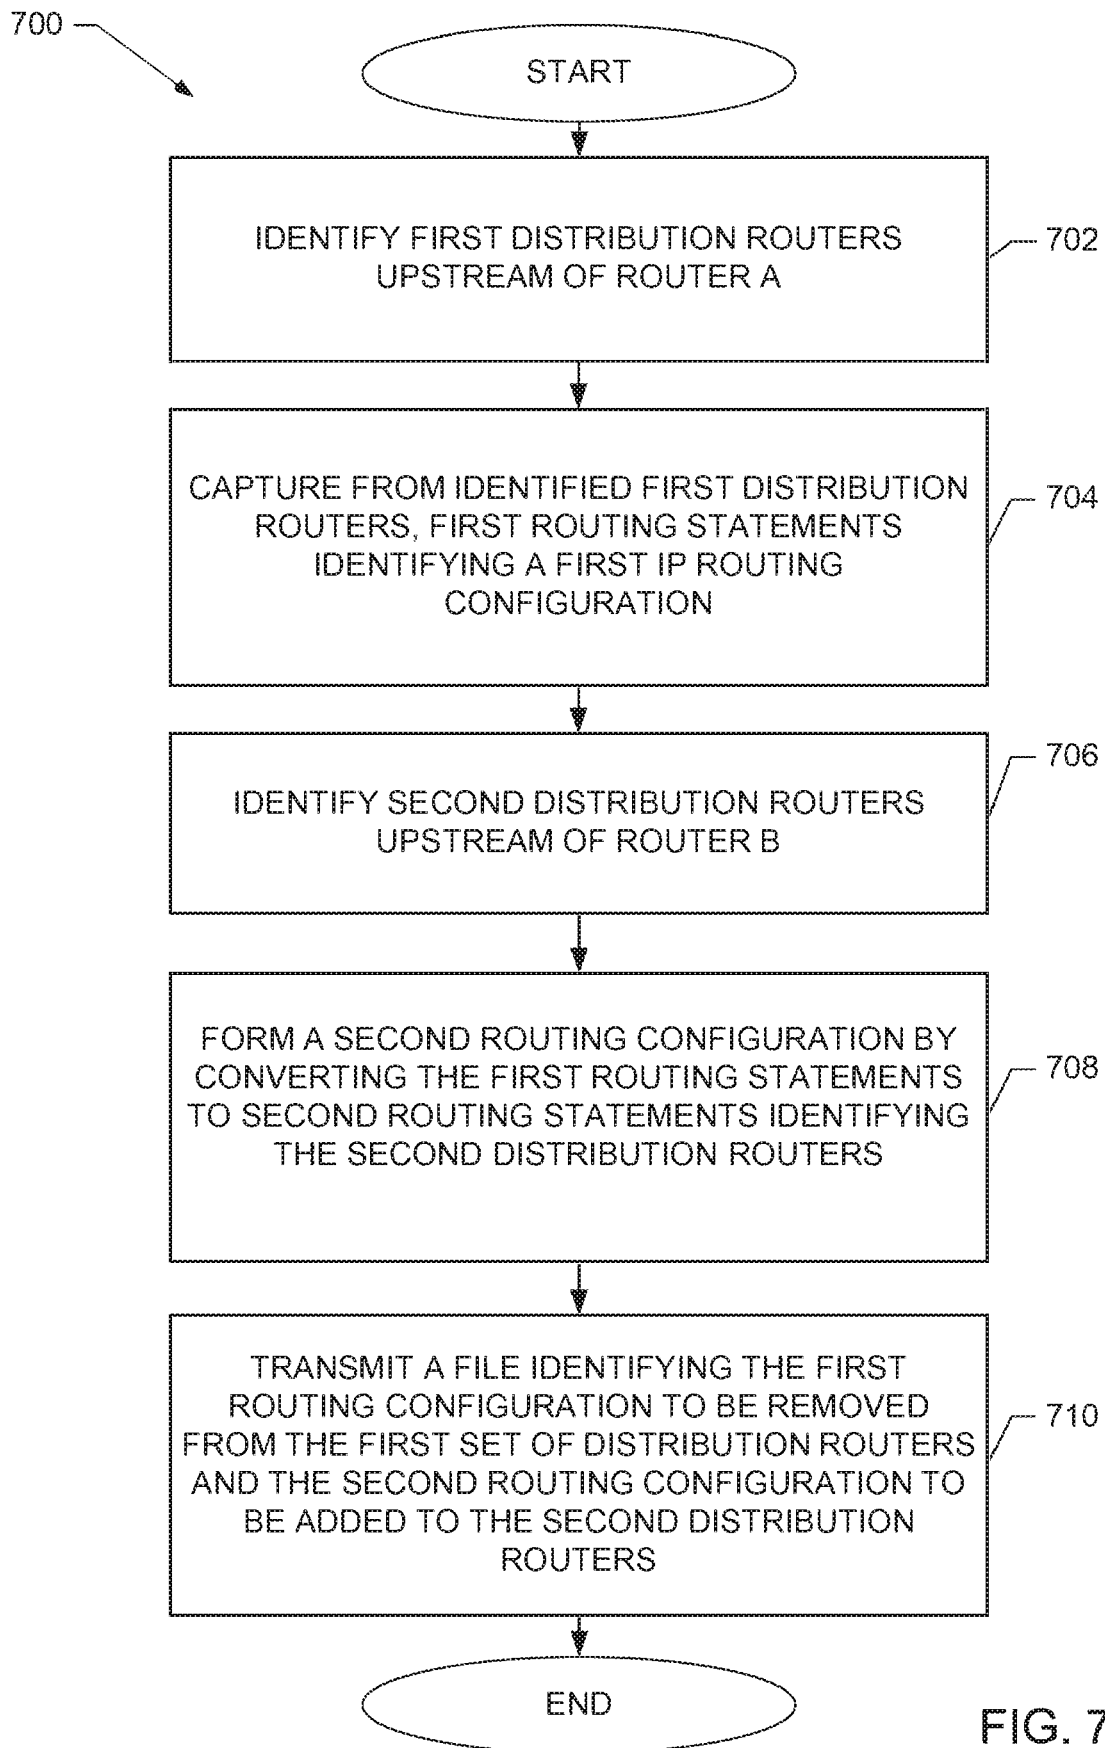 700
START
IDENTIFY FIRST DISTRIBUTION ROUTERS
UPSTREAM OF ROUTER A
702
CAPTURE FROM IDENTIFIED FIRST DISTRIBUTION
ROUTERS, FIRST ROUTING STATEMENTS
IDENTIFYING A FIRST IP ROUTING
CONFIGURATION
704
IDENTIFY SECOND DISTRIBUTION ROUTERS
UPSTREAM OF ROUTER B
706
FORM A SECOND ROUTING CONFIGURATION BY
CONVERTING THE FIRST ROUTING STATEMENTS
TO SECOND ROUTING STATEMENTS IDENTIFYING
THE SECOND DISTRIBUTION ROUTERS
708
TRANSMIT A FILE IDENTIFYING THE FIRST
ROUTING CONFIGURATION TO BE REMOVED
FROM THE FIRST SET OF DISTRIBUTION ROUTERS
AND THE SECOND ROUTING CONFIGURATION TO
BE ADDED TO THE SECOND DISTRIBUTION
ROUTERS
710
END
FIG. 7